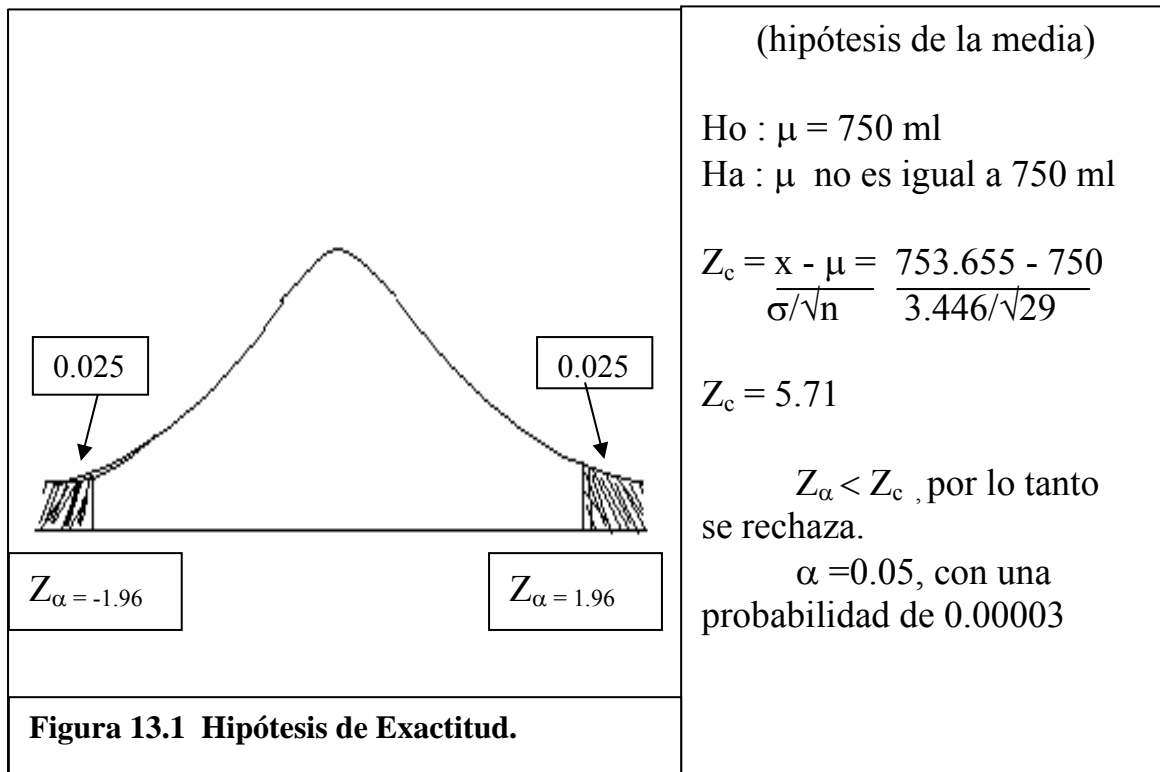 0.025
0.025
Zα = -1.96
Zα = 1.96
Figura 13.1 Hipótesis de Exactitud.
(hipótesis de la media)
Ho : μ = 750 ml
Ha : μ no es igual a 750 ml
Zc = x - μ = 753.655 - 750
σ/√n 3.446/√29
Zc = 5.71
Zα < Zc , por lo tanto
se rechaza.
α =0.05, con una
probabilidad de 0.00003